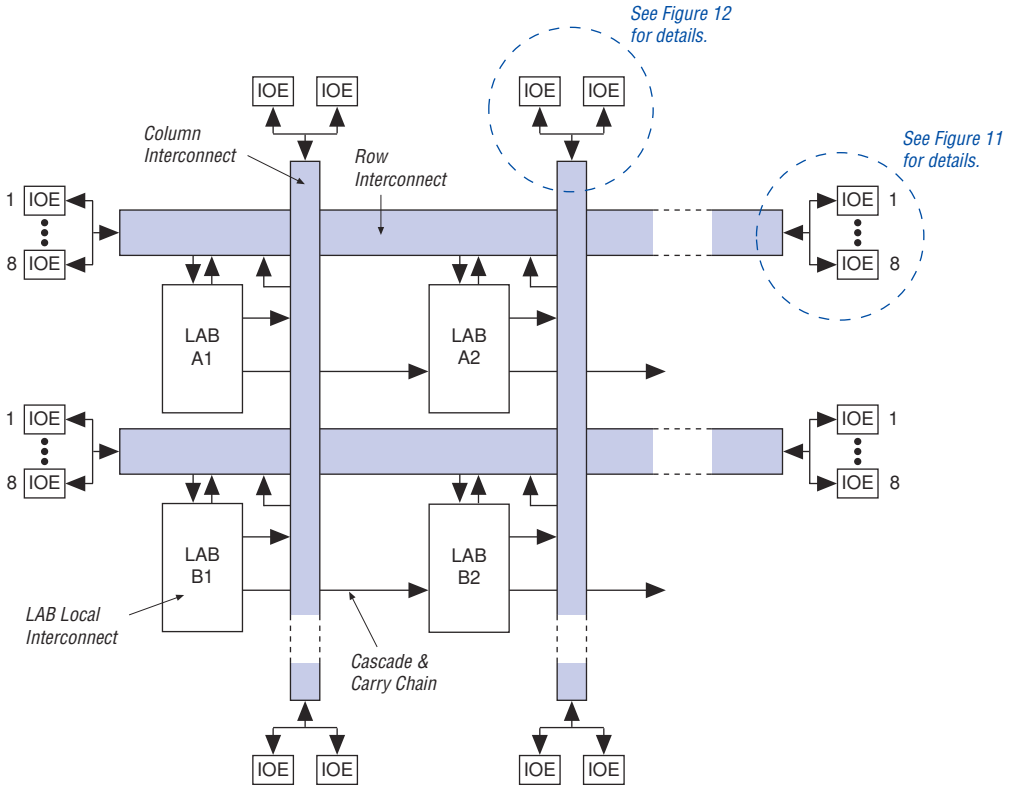 See Figure 12
for details.
IOE IOE IOE IOE
Column
Interconnect
Row
Interconnect
See Figure 11
for details.
1 IOE IOE 1
8 IOE IOE 8
LAB
A1
LAB
A2
1 IOE IOE 1
8 IOE IOE 8
LAB
B1
LAB
B2
LAB Local
Interconnect
Cascade &
Carry Chain
IOE IOE IOE IOE